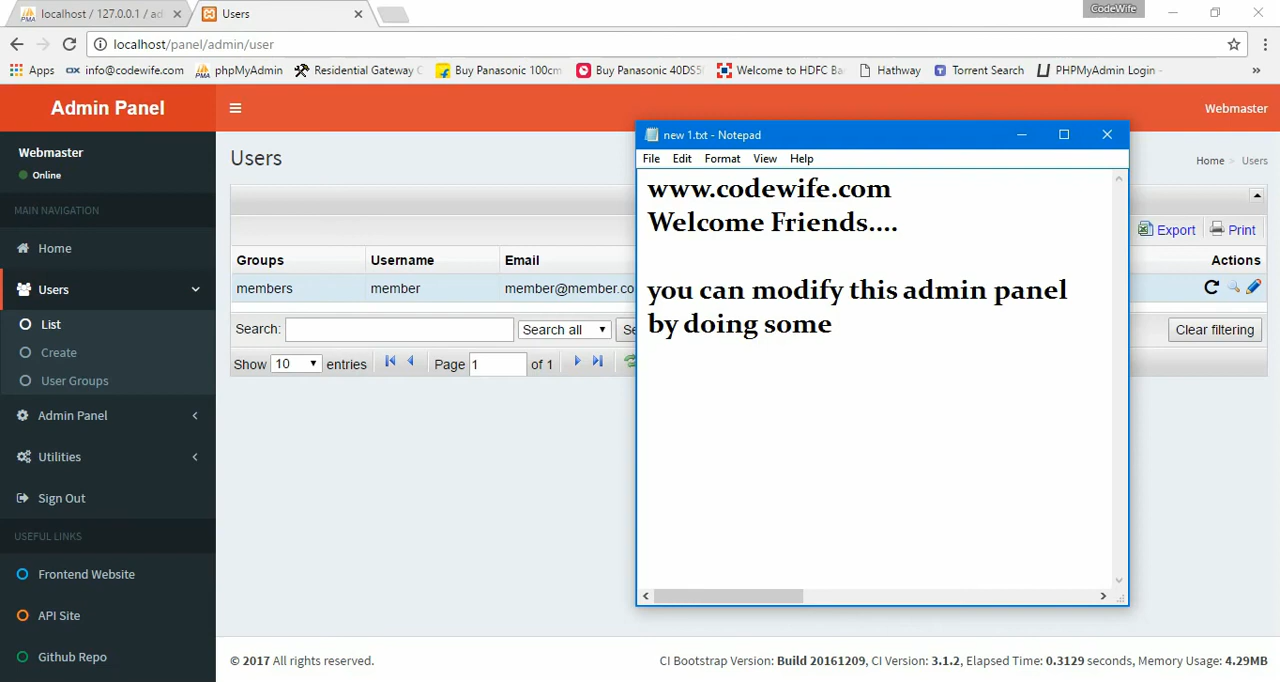 localhost / 127.0.0.1 / ad
Users
CodeWife
localhost/panel/admin/user
Apps
info@codewife.com
phpMyAdmin
Residential Gateway
Buy Panasonic 100cm
Buy Panasonic 40DS5
Welcome to HDFC Ba
Hathway
Torrent Search
PHPMyAdmin Login -
»
Admin Panel
Webmaster
Webmaster
Online
MAIN NAVIGATION
Home
Users
List
Create
User Groups
Admin Panel
Utilities
Sign Out
USEFUL LINKS
Frontend Website
API Site
Github Repo
Users
Home > Users
Export
Print
Groups
Username
Email
Actions
members
member
member@member.co
Search:
Search all
Se
Clear filtering
Show 10 entries
Page 1 of 1
new 1.txt - Notepad
File Edit Format View Help
www.codewife.com
Welcome Friends....
you can modify this admin panel
by doing some
© 2017 All rights reserved.
CI Bootstrap Version: Build 20161209, CI Version: 3.1.2, Elapsed Time: 0.3129 seconds, Memory Usage: 4.29MB